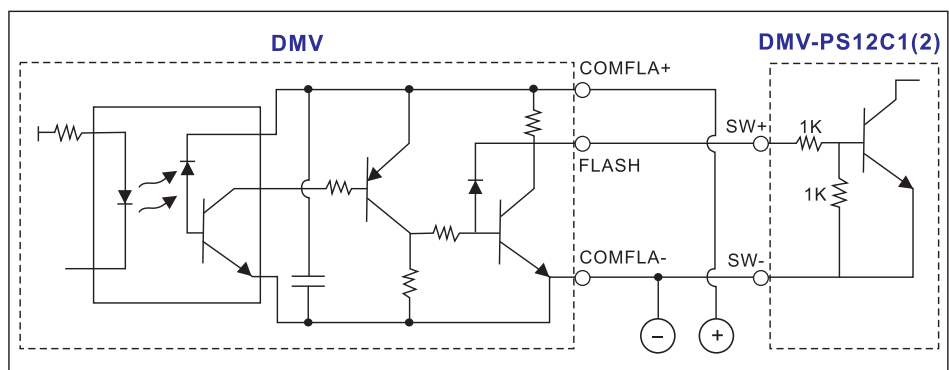 DMV
DMV-PS12C1(2)
COMFLA+
SW+
1K
FLASH
1K
COMFLA-
SW-
−
+